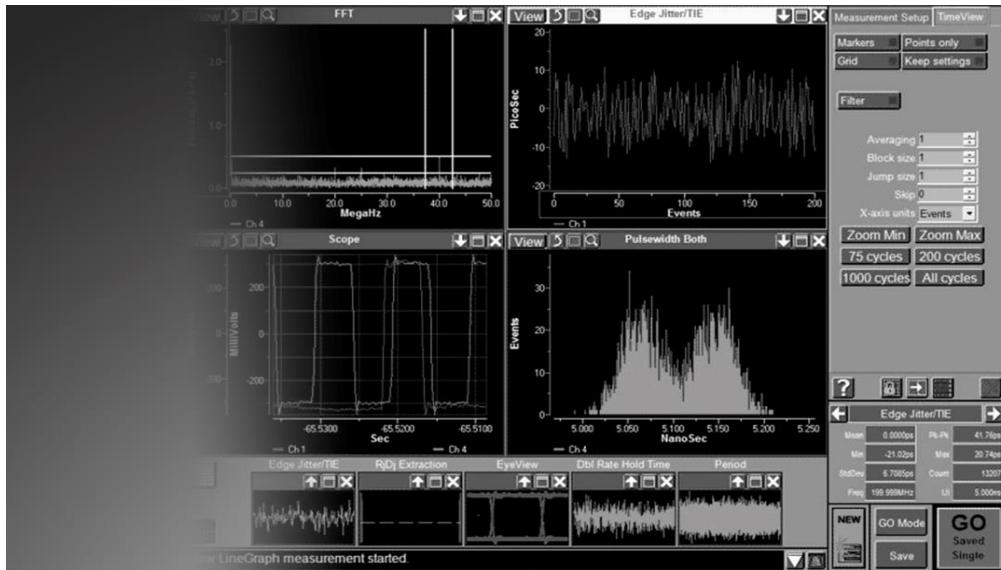 View FFT
2.0
1.0
0.0
0.0 10.0 20.0 30.0 40.0 50.0
MegaHz
Ch 4
View Edge Jitter/TIE
20
10
0
-10
-20
PicoSec
0 50 100 150 200
Events
Ch 1
Measurement Setup TimeView
Markers Points only
Grid Keep settings
Filter
Averaging 1
Block size 1
Jump size 1
Skip 0
X-axis units Events
Zoom Min Zoom Max
75 cycles 200 cycles
1000 cycles All cycles
View Scope
200
0
-200
MilliVolts
-65.5300 -65.5200 -65.5100
Sec
Ch 1 Ch 4
View Pulsewidth Both
30
20
10
0
Events
5.000 5.050 5.100 5.150 5.200 5.250
NanoSec
Ch 4
?
Edge Jitter/TIE
Mean 0.0000ps Pk-Pk 41.76ps
Min -21.02ps Max 20.74ps
StdDev 6.7085ps Count 13207
Freq 199.999MHz UI 5.000ns
Edge Jitter/TIE RjDj Extraction EyeView Dbl Rate Hold Time Period
NEW GO Mode GO
Saved
Save Single
LineGraph measurement started.